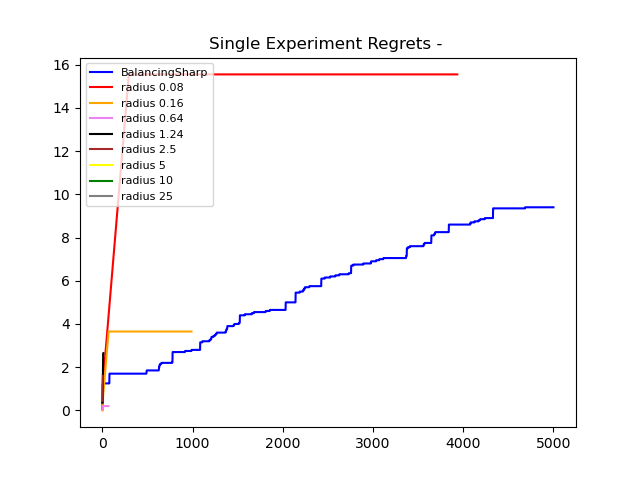 Single Experiment Regrets -
16
14
12
10
8
6
4
2
0
BalancingSharp
radius 0.08
radius 0.16
radius 0.64
radius 1.24
radius 2.5
radius 5
radius 10
radius 25
0 1000 2000 3000 4000 5000